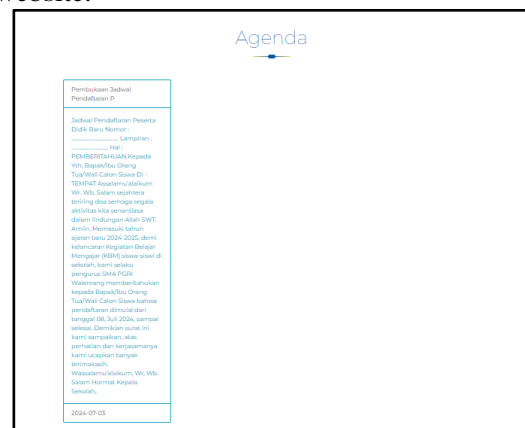 website.
Agenda
Pembukaan Jadwal
Pendaftaran P
Jadwal Pendaftaran Peserta
Didik Baru Nomor :
______________ Lampiran :
___________ Hal :
PEMBERITAHUAN Kepada
Yth, Bapak/Ibu Orang
Tua/Wali Calon Siswa Di -
TEMPAT Assalamu'alaikum
Wr. Wb. Salam sejahtera
teriring doa semoga segala
aktivitas kita senantiasa
dalam lindungan Allah SWT.
Amiin. Memasuki tahun
ajaran baru 2024-2025, demi
kelancaran Kegiatan Belajar
Mengajar (KBM) siswa-siswi di
sekolah, kami selaku
pengurus SMA PGRI
Walenrang memberitahukan
kepada Bapak/Ibu Orang
Tua/Wali Calon Siswa bahwa
pendaftaran dimulai dari
tanggal 08, Juli 2024, sampai
selesai. Demikian surat ini
kami sampaikan, atas
perhatian dan kerjasamanya
kami ucapkan banyak
terimakasih.
Wassalamu'alaikum, Wr, Wb.
Salam Hormat Kepala
Sekolah,
2024-07-03